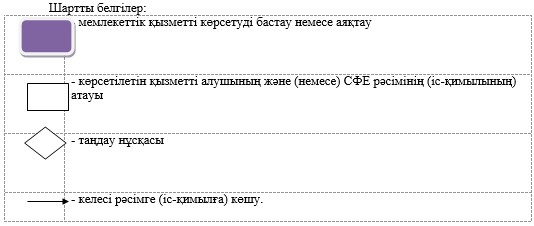 Шартты белгілер:
- мемлекеттік қызметті көрсетуді бастау немесе аяқтау
- көрсетілетін қызметті алушының және (немесе) СФЕ рәсімінің (іс-қимылының)
атауы
- таңдау нұсқасы
- келесі рәсімге (іс-қимылға) көшу.